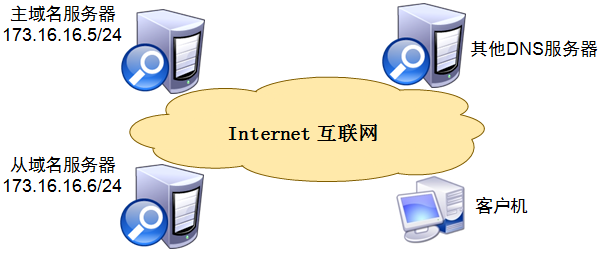 主域名服务器
173.16.16.5/24
其他DNS服务器
Internet 互联网
从域名服务器
173.16.16.6/24
客户机